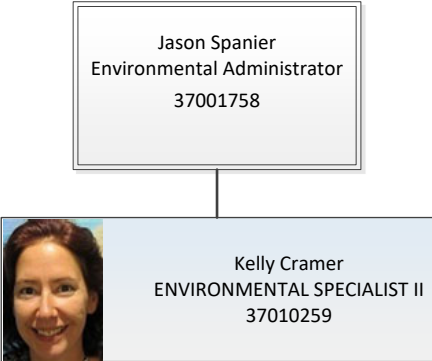 Jason Spanier
Environmental Administrator
37001758
Kelly Cramer
ENVIRONMENTAL SPECIALIST II
37010259